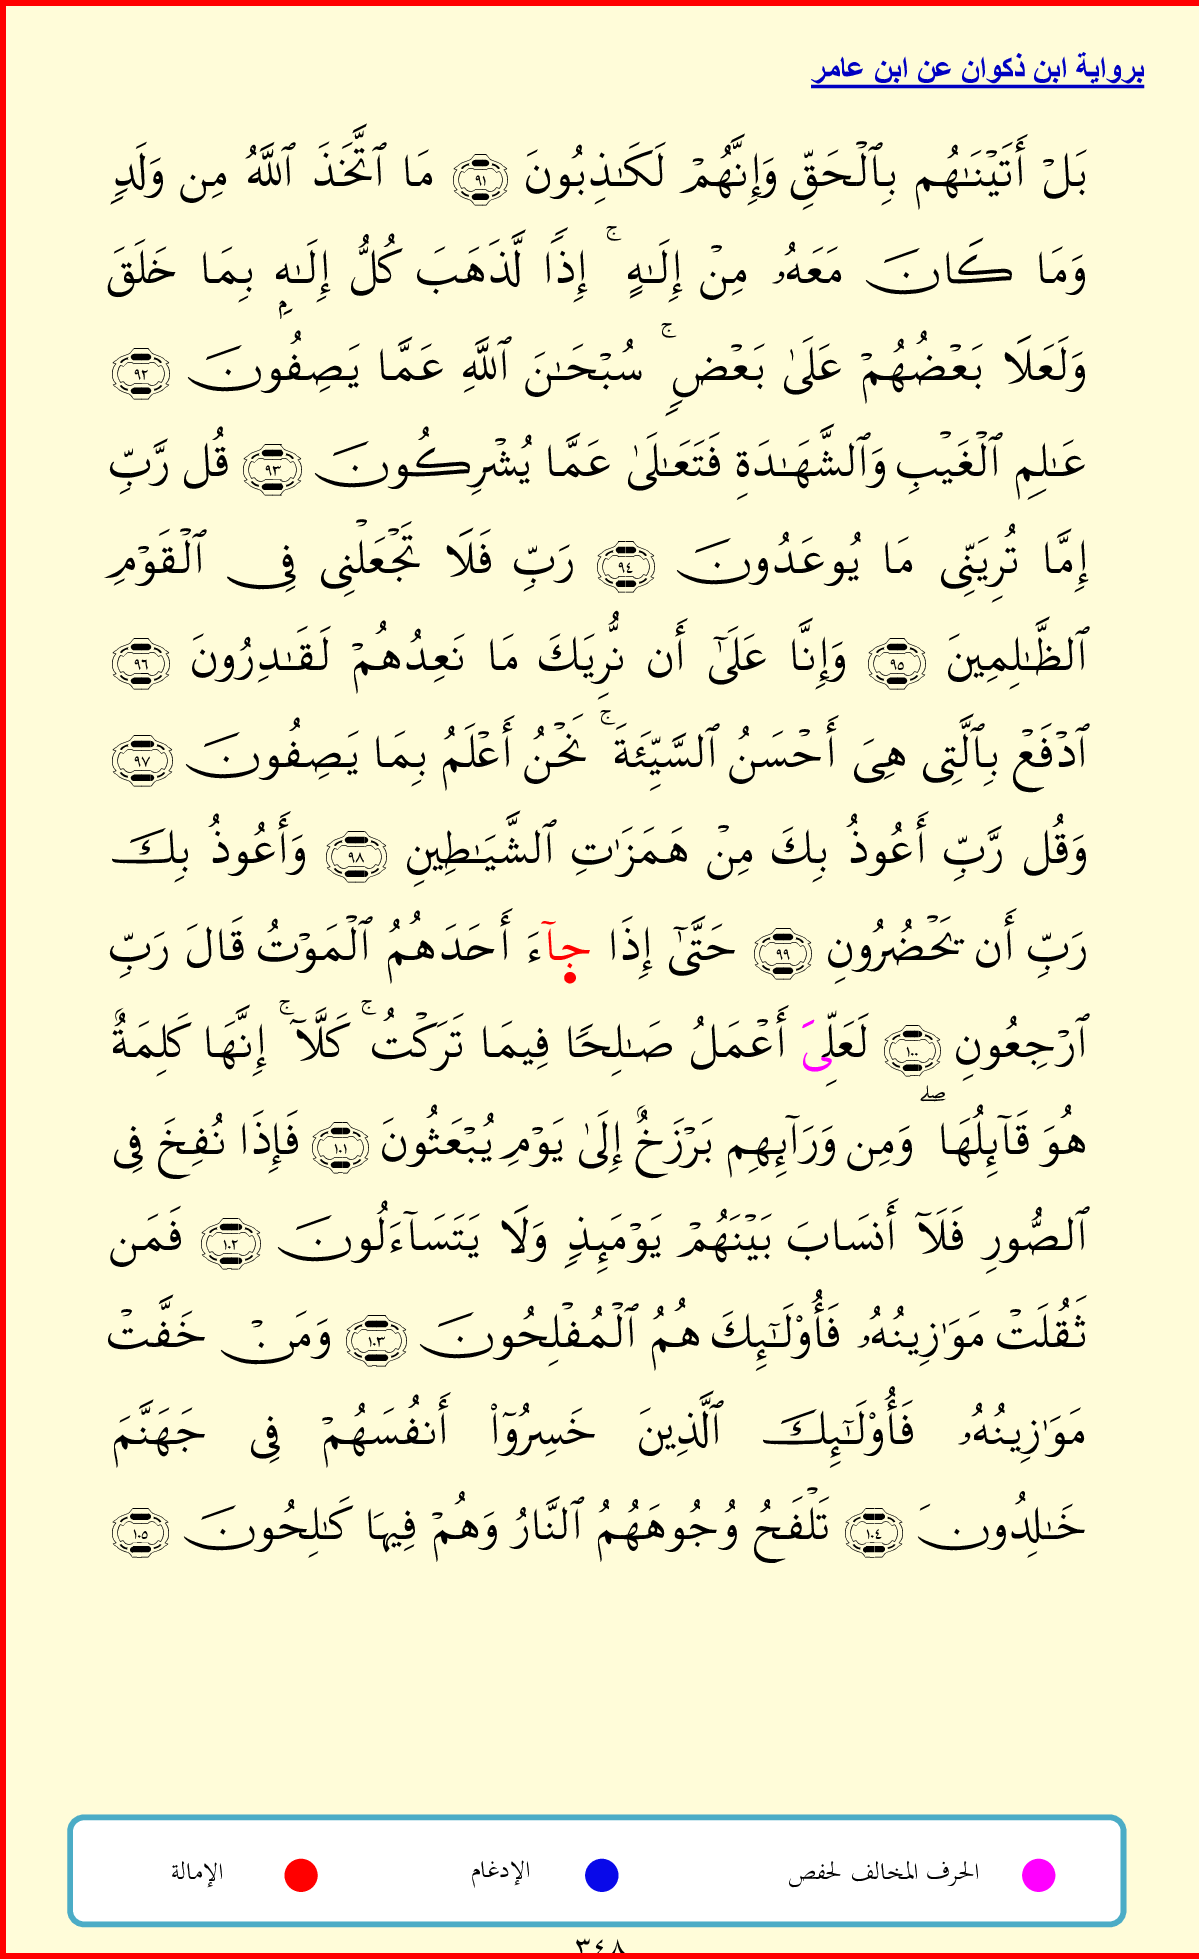 برواية ابن ذكوان عن ابن عامر
بَلْ أَتَيْنَـٰهُم بِٱلْحَقِّ وَإِنَّهُمْ لَكَـٰذِبُونَ ٩١ مَا ٱتَّخَذَ ٱللَّهُ مِن وَلَدٍ
وَمَا كَانَ مَعَهُۥ مِنْ إِلَـٰهٍ ۚ إِذًا لَّذَهَبَ كُلُّ إِلَـٰهٍۭ بِمَا خَلَقَ
وَلَعَلَا بَعْضُهُمْ عَلَىٰ بَعْضٍ ۚ سُبْحَـٰنَ ٱللَّهِ عَمَّا يَصِفُونَ ٩٢
عَـٰلِمِ ٱلْغَيْبِ وَٱلشَّهَـٰدَةِ فَتَعَـٰلَىٰ عَمَّا يُشْرِكُونَ ٩٣ قُل رَّبِّ
إِمَّا تُرِيَنِّى مَا يُوعَدُونَ ٩٤ رَبِّ فَلَا تَجْعَلْنِى فِى ٱلْقَوْمِ
ٱلظَّـٰلِمِينَ ٩٥ وَإِنَّا عَلَىٰٓ أَن نُّرِيَكَ مَا نَعِدُهُمْ لَقَـٰدِرُونَ ٩٦
ٱدْفَعْ بِٱلَّتِى هِىَ أَحْسَنُ ٱلسَّيِّئَةَ ۚ نَحْنُ أَعْلَمُ بِمَا يَصِفُونَ ٩٧
وَقُل رَّبِّ أَعُوذُ بِكَ مِنْ هَمَزَٰتِ ٱلشَّيَـٰطِينِ ٩٨ وَأَعُوذُ بِكَ
رَبِّ أَن يَحْضُرُونِ ٩٩ حَتَّىٰٓ إِذَا جَآءَ أَحَدَهُمُ ٱلْمَوْتُ قَالَ رَبِّ
ٱرْجِعُونِ ١٠٠ لَعَلِّىَ أَعْمَلُ صَـٰلِحًا فِيمَا تَرَكْتُ ۚ كَلَّآ ۚ إِنَّهَا كَلِمَةٌ
هُوَ قَآئِلُهَا ۖ وَمِن وَرَآئِهِم بَرْزَخٌ إِلَىٰ يَوْمِ يُبْعَثُونَ ١٠١ فَإِذَا نُفِخَ فِى
ٱلصُّورِ فَلَآ أَنسَابَ بَيْنَهُمْ يَوْمَئِذٍ وَلَا يَتَسَآءَلُونَ ١٠٢ فَمَن
ثَقُلَتْ مَوَٰزِينُهُۥ فَأُو۟لَـٰٓئِكَ هُمُ ٱلْمُفْلِحُونَ ١٠٣ وَمَنْ خَفَّتْ
مَوَٰزِينُهُۥ فَأُو۟لَـٰٓئِكَ ٱلَّذِينَ خَسِرُوٓا۟ أَنفُسَهُمْ فِى جَهَنَّمَ
خَـٰلِدُونَ ١٠٤ تَلْفَحُ وُجُوهَهُمُ ٱلنَّارُ وَهُمْ فِيهَا كَـٰلِحُونَ ١٠٥
الحرف المخالف لحفص الإدغام الإمالة
٣٤٨